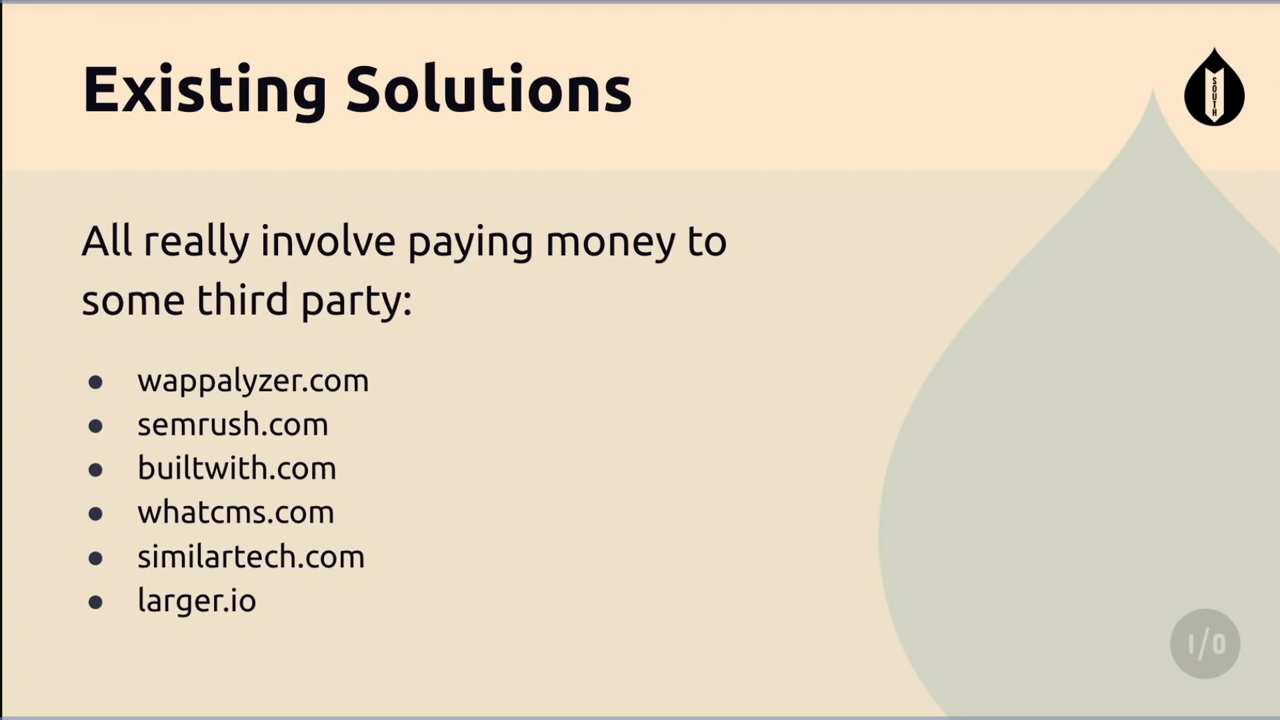 Existing Solutions
SOUTH
All really involve paying money to
some third party:
● wappalyzer.com
● semrush.com
● builtwith.com
● whatcms.com
● similartech.com
● larger.io
I/O